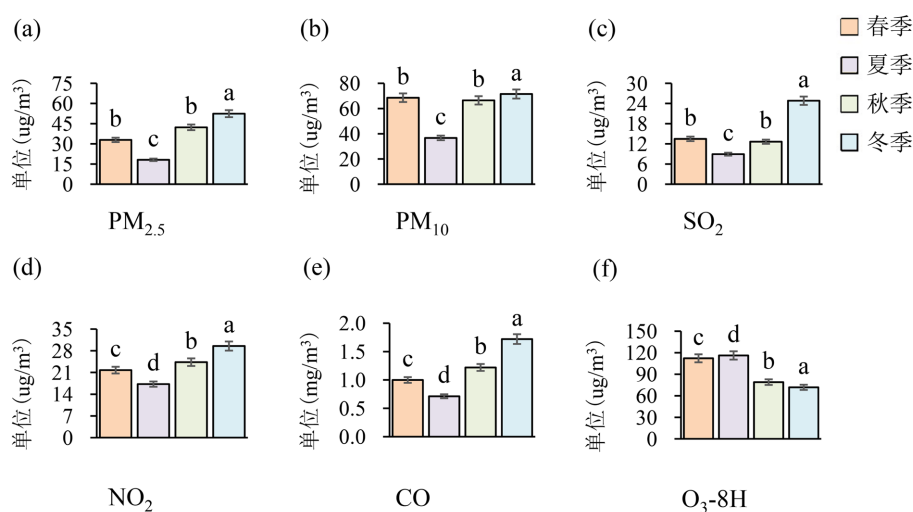 (a)
单位(ug/m³)
75
60
45
30
15
0
b
c
b
a
PM₂.₅
(b)
单位(ug/m³)
80
60
40
20
0
b
c
b
a
PM₁₀
(c)
单位(ug/m³)
30
24
18
12
6
0
b
c
b
a
SO₂
春季
夏季
秋季
冬季
(d)
单位(ug/m³)
35
28
21
14
7
0
c
d
b
a
NO₂
(e)
单位(mg/m³)
2.0
1.5
1.0
0.5
0.0
c
d
b
a
CO
(f)
单位(ug/m³)
150
120
90
60
30
0
c
d
b
a
O₃-8H